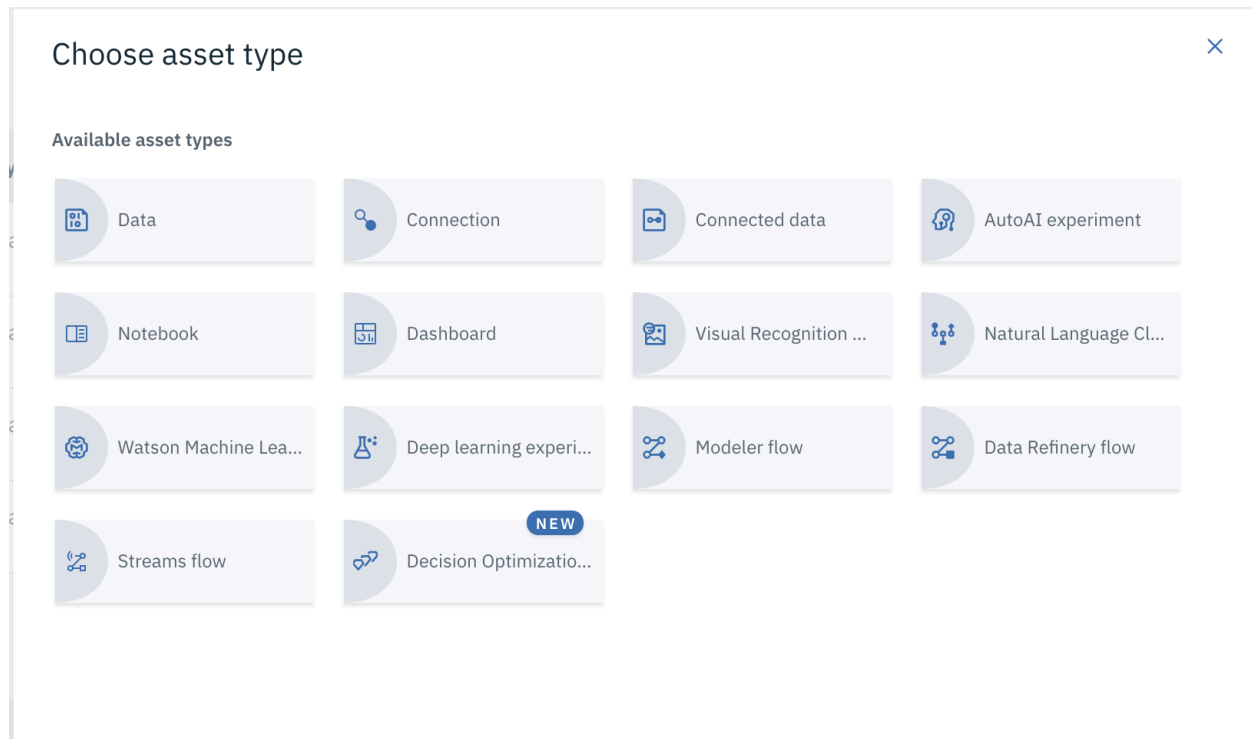 Choose asset type
Available asset types
Data
Connection
Connected data
AutoAI experiment
Notebook
Dashboard
Visual Recognition ...
Natural Language Cl...
Watson Machine Lea...
Deep learning experi...
Modeler flow
Data Refinery flow
Streams flow
NEW
Decision Optimizatio...